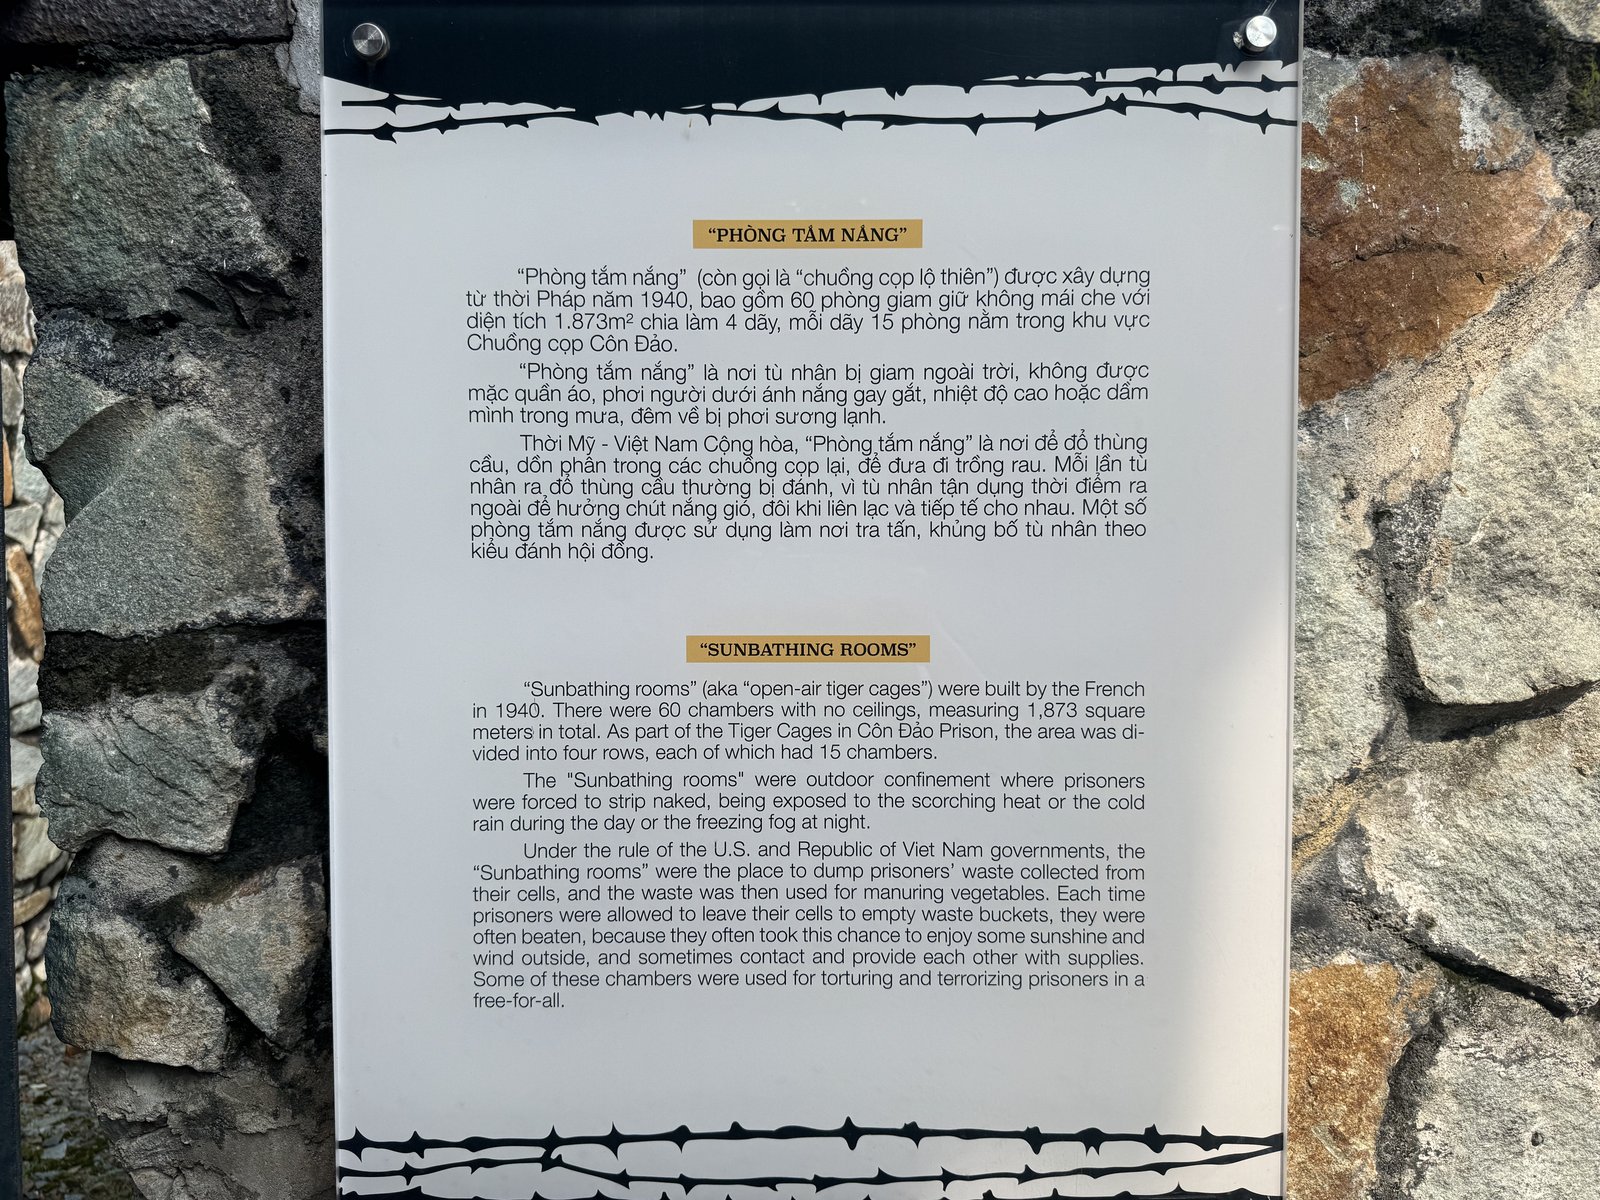 “PHÒNG TẮM NẮNG”
“Phòng tắm nắng” (còn gọi là “chuồng cọp lộ thiên”) được xây dựng
từ thời Pháp năm 1940, bao gồm 60 phòng giam giữ không mái che với
diện tích 1.873m² chia làm 4 dãy, mỗi dãy 15 phòng nằm trong khu vực
Chuồng cọp Côn Đảo.
“Phòng tắm nắng” là nơi tù nhân bị giam ngoài trời, không được
mặc quần áo, phơi người dưới ánh nắng gay gắt, nhiệt độ cao hoặc dầm
mình trong mưa, đêm về bị phơi sương lạnh.
Thời Mỹ - Việt Nam Cộng hòa, “Phòng tắm nắng” là nơi để đổ thùng
cầu, dồn phân trong các chuồng cọp lại, để đưa đi trồng rau. Mỗi lần tù
nhân ra đổ thùng cầu thường bị đánh, vì tù nhân tận dụng thời điểm ra
ngoài để hưởng chút nắng gió, đôi khi liên lạc và tiếp tế cho nhau. Một số
phòng tắm nắng được sử dụng làm nơi tra tấn, khủng bố tù nhân theo
kiểu đánh hội đồng.
“SUNBATHING ROOMS”
“Sunbathing rooms” (aka “open-air tiger cages”) were built by the French
in 1940. There were 60 chambers with no ceilings, measuring 1,873 square
meters in total. As part of the Tiger Cages in Côn Đảo Prison, the area was di-
vided into four rows, each of which had 15 chambers.
The "Sunbathing rooms" were outdoor confinement where prisoners
were forced to strip naked, being exposed to the scorching heat or the cold
rain during the day or the freezing fog at night.
Under the rule of the U.S. and Republic of Viet Nam governments, the
“Sunbathing rooms” were the place to dump prisoners’ waste collected from
their cells, and the waste was then used for manuring vegetables. Each time
prisoners were allowed to leave their cells to empty waste buckets, they were
often beaten, because they often took this chance to enjoy some sunshine and
wind outside, and sometimes contact and provide each other with supplies.
Some of these chambers were used for torturing and terrorizing prisoners in a
free-for-all.